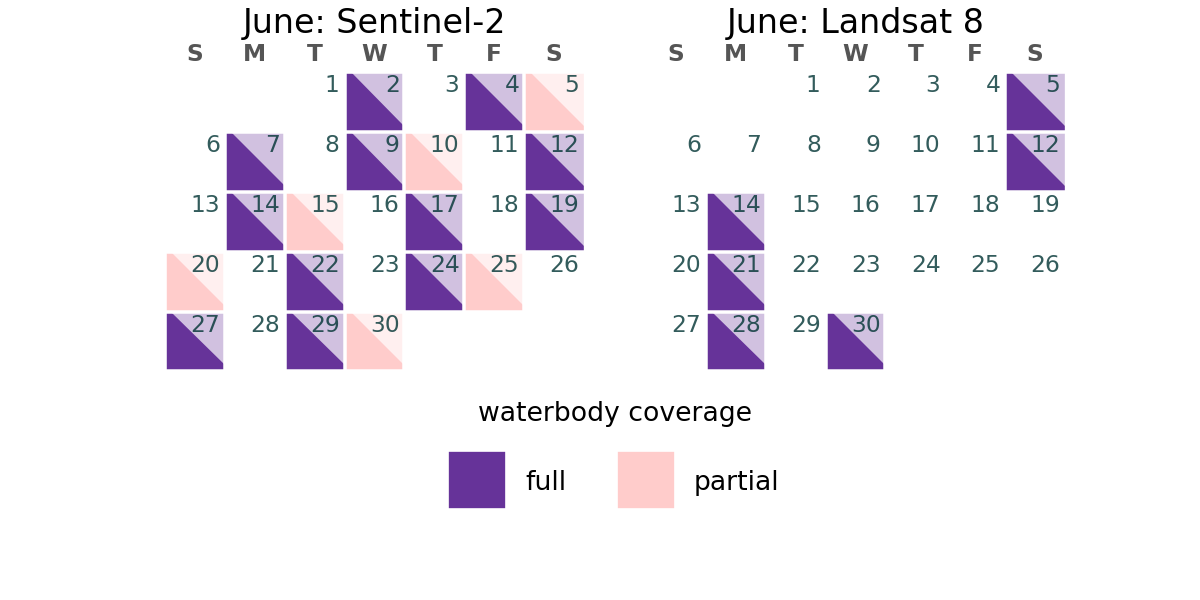 June: Sentinel-2
S M T W T F S
1 2 3 4 5
6 7 8 9 10 11 12
13 14 15 16 17 18 19
20 21 22 23 24 25 26
27 28 29 30
June: Landsat 8
S M T W T F S
1 2 3 4 5
6 7 8 9 10 11 12
13 14 15 16 17 18 19
20 21 22 23 24 25 26
27 28 29 30
waterbody coverage
full
partial